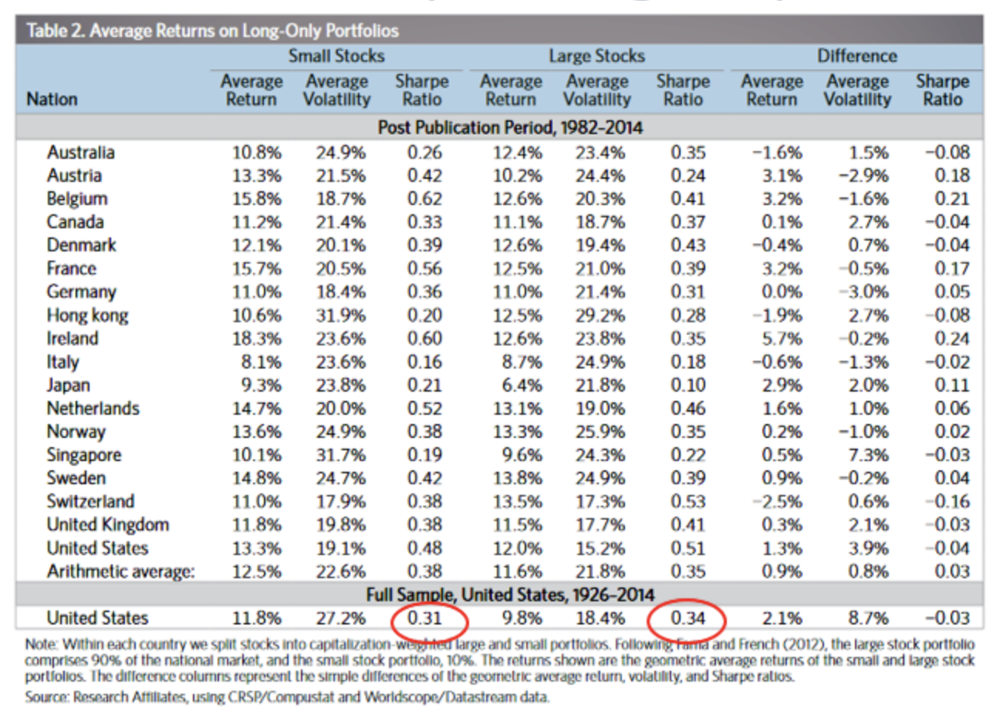 Table 2. Average Returns on Long-Only Portfolios
Small Stocks Large Stocks Difference
Nation Average Return Average Volatility Sharpe Ratio Average Return Average Volatility Sharpe Ratio Average Return Average Volatility Sharpe Ratio
Post Publication Period, 1982–2014
Australia 10.8% 24.9% 0.26 12.4% 23.4% 0.35 −1.6% 1.5% −0.08
Austria 13.3% 21.5% 0.42 10.2% 24.4% 0.24 3.1% −2.9% 0.18
Belgium 15.8% 18.7% 0.62 12.6% 20.3% 0.41 3.2% −1.6% 0.21
Canada 11.2% 21.4% 0.33 11.1% 18.7% 0.37 0.1% 2.7% −0.04
Denmark 12.1% 20.1% 0.39 12.6% 19.4% 0.43 −0.4% 0.7% −0.04
France 15.7% 20.5% 0.56 12.5% 21.0% 0.39 3.2% −0.5% 0.17
Germany 11.0% 18.4% 0.36 11.0% 21.4% 0.31 0.0% −3.0% 0.05
Hong kong 10.6% 31.9% 0.20 12.5% 29.2% 0.28 −1.9% 2.7% −0.08
Ireland 18.3% 23.6% 0.60 12.6% 23.8% 0.35 5.7% −0.2% 0.24
Italy 8.1% 23.6% 0.16 8.7% 24.9% 0.18 −0.6% −1.3% −0.02
Japan 9.3% 23.8% 0.21 6.4% 21.8% 0.10 2.9% 2.0% 0.11
Netherlands 14.7% 20.0% 0.52 13.1% 19.0% 0.46 1.6% 1.0% 0.06
Norway 13.6% 24.9% 0.38 13.3% 25.9% 0.35 0.2% −1.0% 0.02
Singapore 10.1% 31.7% 0.19 9.6% 24.3% 0.22 0.5% 7.3% −0.03
Sweden 14.8% 24.7% 0.42 13.8% 24.9% 0.39 0.9% −0.2% 0.04
Switzerland 11.0% 17.9% 0.38 13.5% 17.3% 0.53 −2.5% 0.6% −0.16
United Kingdom 11.8% 19.8% 0.38 11.5% 17.7% 0.41 0.3% 2.1% −0.03
United States 13.3% 19.1% 0.48 12.0% 15.2% 0.51 1.3% 3.9% −0.04
Arithmetic average: 12.5% 22.6% 0.38 11.6% 21.8% 0.35 0.9% 0.8% 0.03
Full Sample, United States, 1926–2014
United States 11.8% 27.2% 0.31 9.8% 18.4% 0.34 2.1% 8.7% −0.03
Note: Within each country we split stocks into capitalization-weighted large and small portfolios. Following Fama and French (2012), the large stock portfolio
comprises 90% of the national market, and the small stock portfolio, 10%. The returns shown are the geometric average returns of the small and large stock
portfolios. The difference columns represent the simple differences of the geometric average return, volatility, and Sharpe ratios.
Source: Research Affiliates, using CRSP/Compustat and Worldscope/Datastream data.